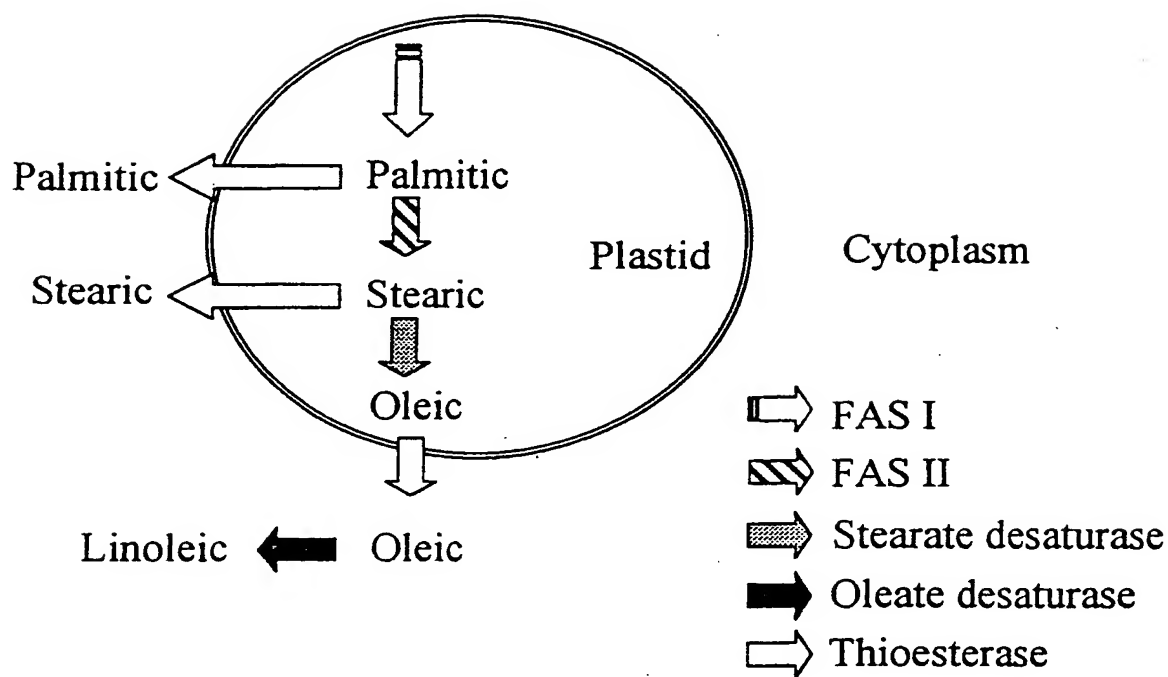 Palmitic
Palmitic
Plastid
Cytoplasm
Stearic
Stearic
Oleic
Linoleic
Oleic
FAS I
FAS II
Stearate desaturase
Oleate desaturase
Thioesterase